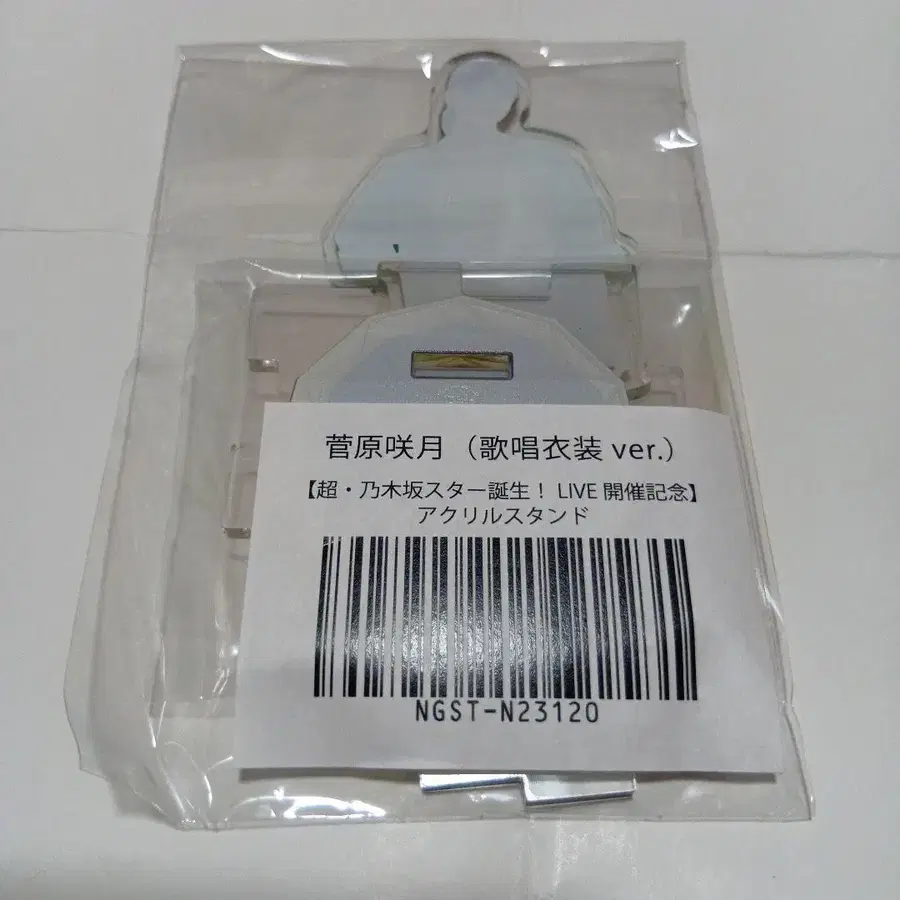 菅原咲月（歌唱衣装 ver.）
【超・乃木坂スター誕生！ LIVE 開催記念】
アクリルスタンド
NGST-N23120